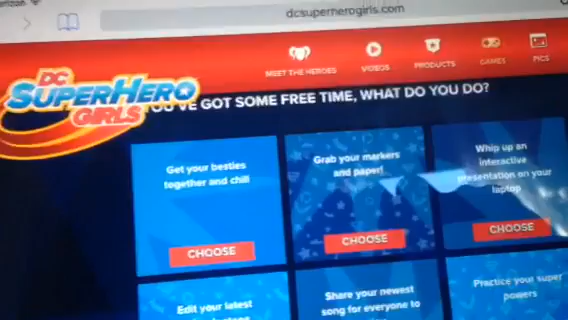 dcsuperherogirls.com
MEET THE HEROES
VIDEOS
PRODUCTS
GAMES
PICS
DC
SUPERHERO
GIRLS
GOT SOME FREE TIME, WHAT DO YOU DO?
Get your besties
together and chill
CHOOSE
Grab your markers
and paper!
CHOOSE
Whip up an
interactive
presentation on your
laptop
CHOOSE
Edit your latest
Share your newest
song for everyone to
Practice your super
powers